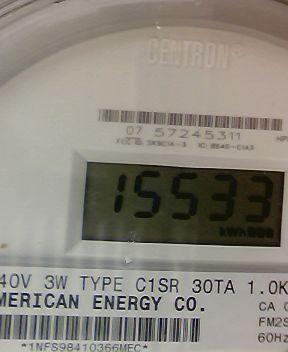 CENTRON®
07 57245311
15533
kWh
40V 3W TYPE C1SR 30TA 1.0K
MERICAN ENERGY CO.
CA
FM2S
60Hz
*1NFS98410366MEC*